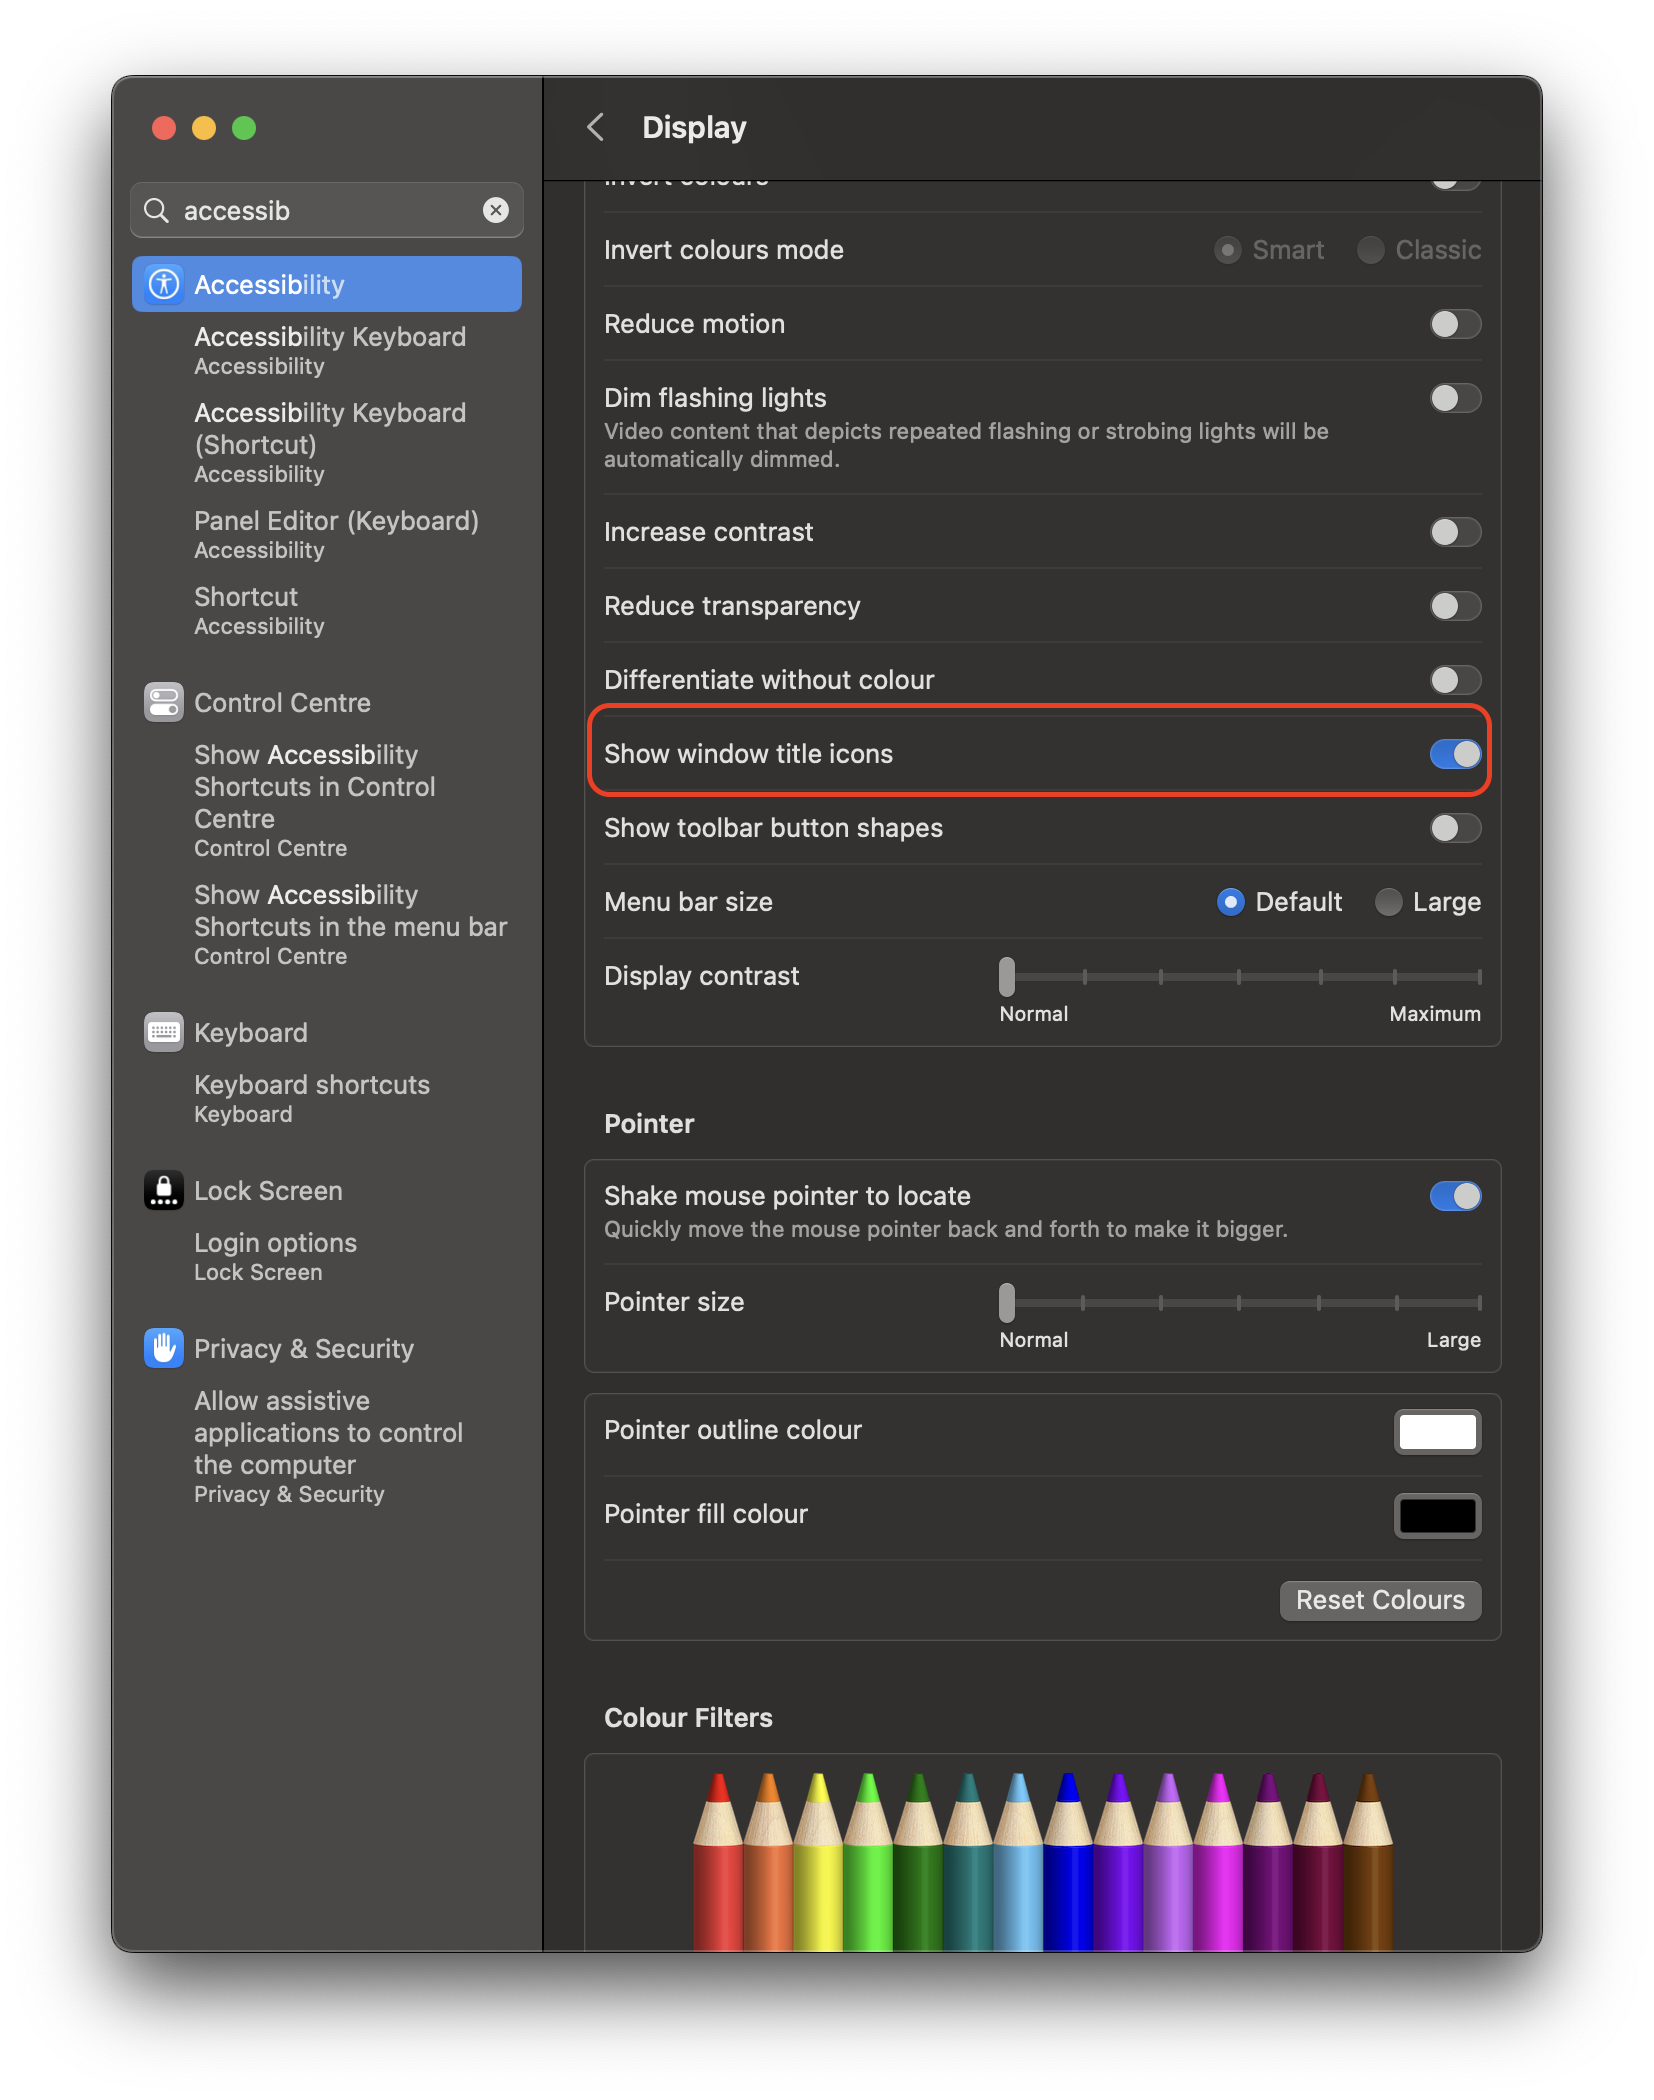 accessib
Accessibility
Accessibility Keyboard
Accessibility
Accessibility Keyboard
(Shortcut)
Accessibility
Panel Editor (Keyboard)
Accessibility
Shortcut
Accessibility
Control Centre
Show Accessibility
Shortcuts in Control
Centre
Control Centre
Show Accessibility
Shortcuts in the menu bar
Control Centre
Keyboard
Keyboard shortcuts
Keyboard
Lock Screen
Login options
Lock Screen
Privacy & Security
Allow assistive
applications to control
the computer
Privacy & Security
Display
Invert colours
Invert colours mode Smart Classic
Reduce motion
Dim flashing lights
Video content that depicts repeated flashing or strobing lights will be
automatically dimmed.
Increase contrast
Reduce transparency
Differentiate without colour
Show window title icons
Show toolbar button shapes
Menu bar size Default Large
Display contrast
Normal Maximum
Pointer
Shake mouse pointer to locate
Quickly move the mouse pointer back and forth to make it bigger.
Pointer size
Normal Large
Pointer outline colour
Pointer fill colour
Reset Colours
Colour Filters